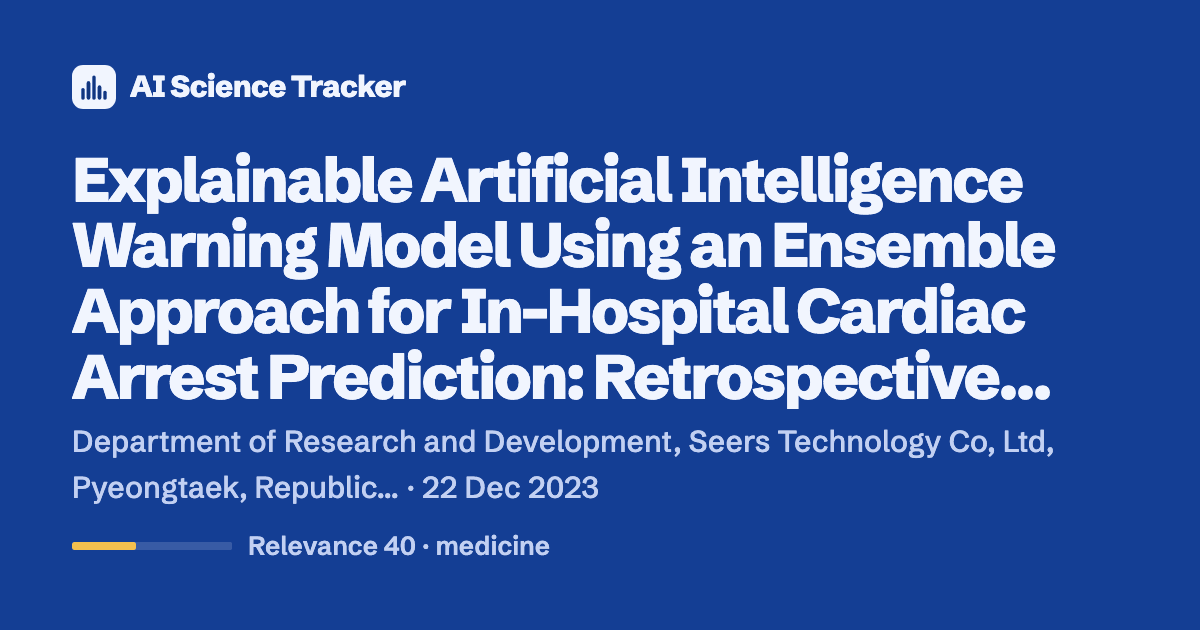 AI Science Tracker
Explainable Artificial Intelligence
Warning Model Using an Ensemble
Approach for In-Hospital Cardiac
Arrest Prediction: Retrospective...
Department of Research and Development, Seers Technology Co, Ltd,
Pyeongtaek, Republic... · 22 Dec 2023
Relevance 40 · medicine